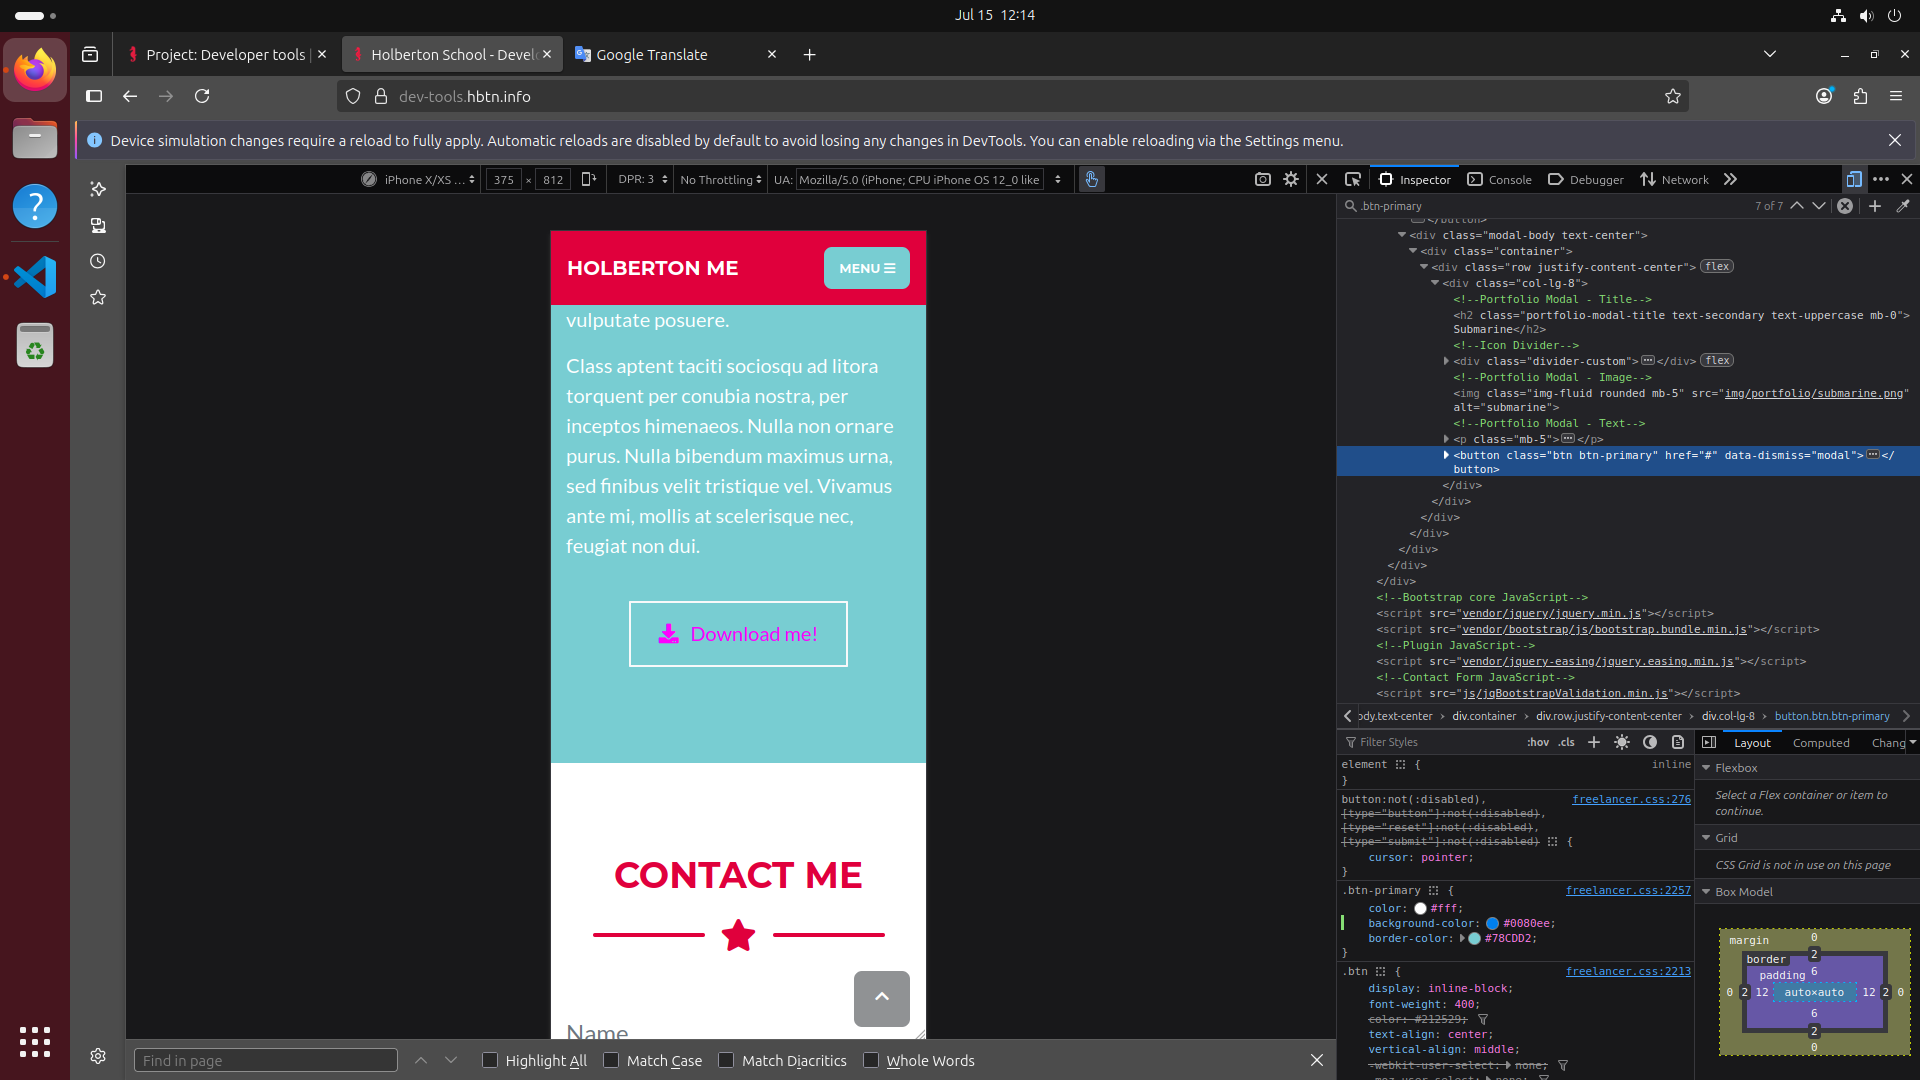 Jul 15 12:14
Project: Developer tools |
Holberton School - Develo
Google Translate
dev-tools.hbtn.info
Device simulation changes require a reload to fully apply. Automatic reloads are disabled by default to avoid losing any changes in DevTools. You can enable reloading via the Settings menu.
iPhone X/XS ... 375 × 812 DPR: 3 No Throttling UA: Mozilla/5.0 (iPhone; CPU iPhone OS 12_0 like
Inspector Console Debugger Network
.btn-primary 7 of 7
HOLBERTON ME
MENU
vulputate posuere.
Class aptent taciti sociosqu ad litora
torquent per conubia nostra, per
inceptos himenaeos. Nulla non ornare
purus. Nulla bibendum maximus urna,
sed finibus velit tristique vel. Vivamus
ante mi, mollis at scelerisque nec,
feugiat non dui.
Download me!
CONTACT ME
Name
</button>
<div class="modal-body text-center">
<div class="container">
<div class="row justify-content-center"> flex
<div class="col-lg-8">
<!--Portfolio Modal - Title-->
<h2 class="portfolio-modal-title text-secondary text-uppercase mb-0">
Submarine</h2>
<!--Icon Divider-->
<div class="divider-custom"></div> flex
<!--Portfolio Modal - Image-->
<img class="img-fluid rounded mb-5" src="img/portfolio/submarine.png"
alt="submarine">
<!--Portfolio Modal - Text-->
<p class="mb-5"></p>
<button class="btn btn-primary" href="#" data-dismiss="modal"></
button>
</div>
</div>
</div>
</div>
</div>
</div>
</div>
<!--Bootstrap core JavaScript-->
<script src="vendor/jquery/jquery.min.js"></script>
<script src="vendor/bootstrap/js/bootstrap.bundle.min.js"></script>
<!--Plugin JavaScript-->
<script src="vendor/jquery-easing/jquery.easing.min.js"></script>
<!--Contact Form JavaScript-->
<script src="js/jqBootstrapValidation.min.js"></script>
ody.text-center › div.container › div.row.justify-content-center › div.col-lg-8 › button.btn.btn-primary
Filter Styles :hov .cls
element { inline
}
button:not(:disabled), freelancer.css:276
[type="button"]:not(:disabled),
[type="reset"]:not(:disabled),
[type="submit"]:not(:disabled) {
cursor: pointer;
}
.btn-primary { freelancer.css:2257
color: #fff;
background-color: #0080ee;
border-color: #78CDD2;
}
.btn { freelancer.css:2213
display: inline-block;
font-weight: 400;
color: #212529;
text-align: center;
vertical-align: middle;
-webkit-user-select: none;
-moz-user-select: none;
Layout Computed Chang
Flexbox
Select a Flex container or item to
continue.
Grid
CSS Grid is not in use on this page
Box Model
margin 0
border 2
padding 6
0 2 12 auto×auto 12 2 0
6
2
0
Find in page Highlight All Match Case Match Diacritics Whole Words